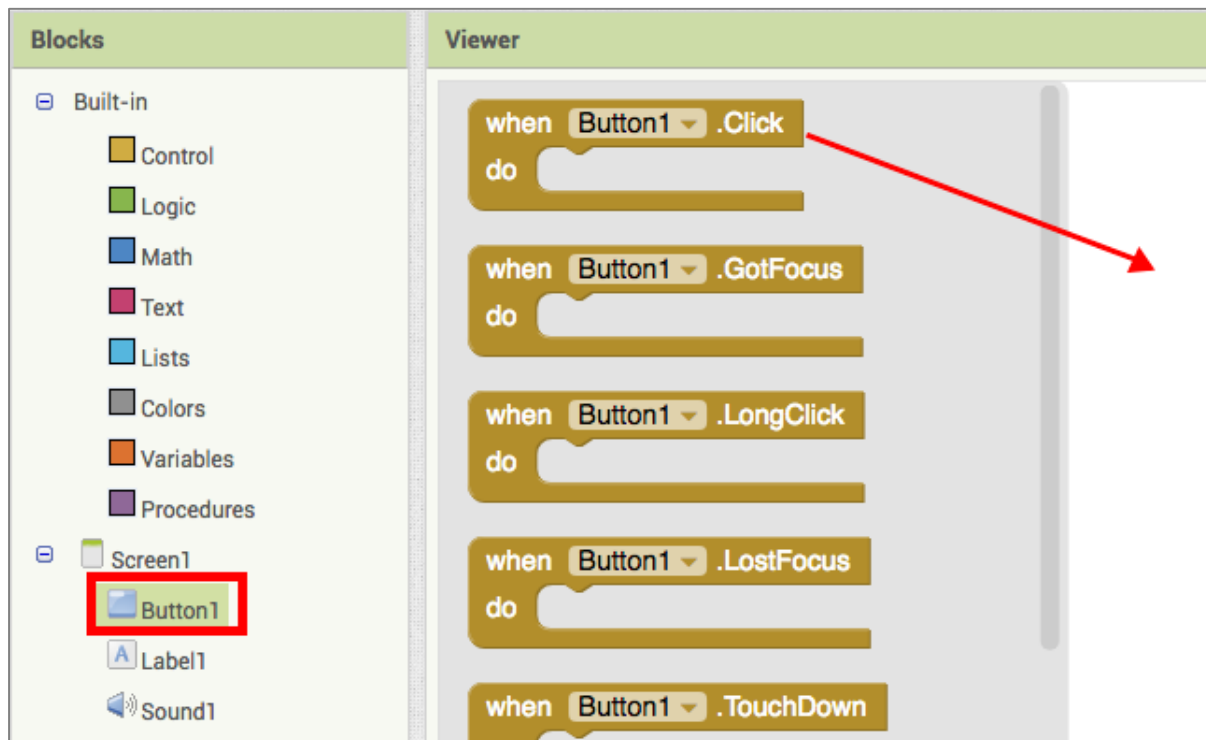 Blocks
Built-in
Control
Logic
Math
Text
Lists
Colors
Variables
Procedures
Screen1
Button1
A
Label1
Sound1
Viewer
when Button1 .Click
do
when Button1 .GotFocus
do
when Button1 .LongClick
do
when Button1 .LostFocus
do
when Button1 .TouchDown